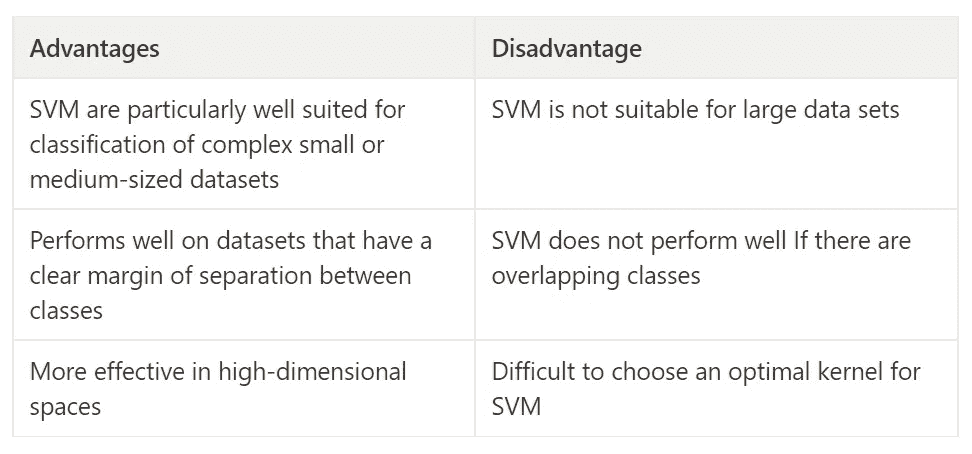 Advantages
Disadvantage
SVM are particularly well suited for
classification of complex small or
medium-sized datasets
SVM is not suitable for large data sets
Performs well on datasets that have a
clear margin of separation between
classes
SVM does not perform well If there are
overlapping classes
More effective in high-dimensional
spaces
Difficult to choose an optimal kernel for
SVM